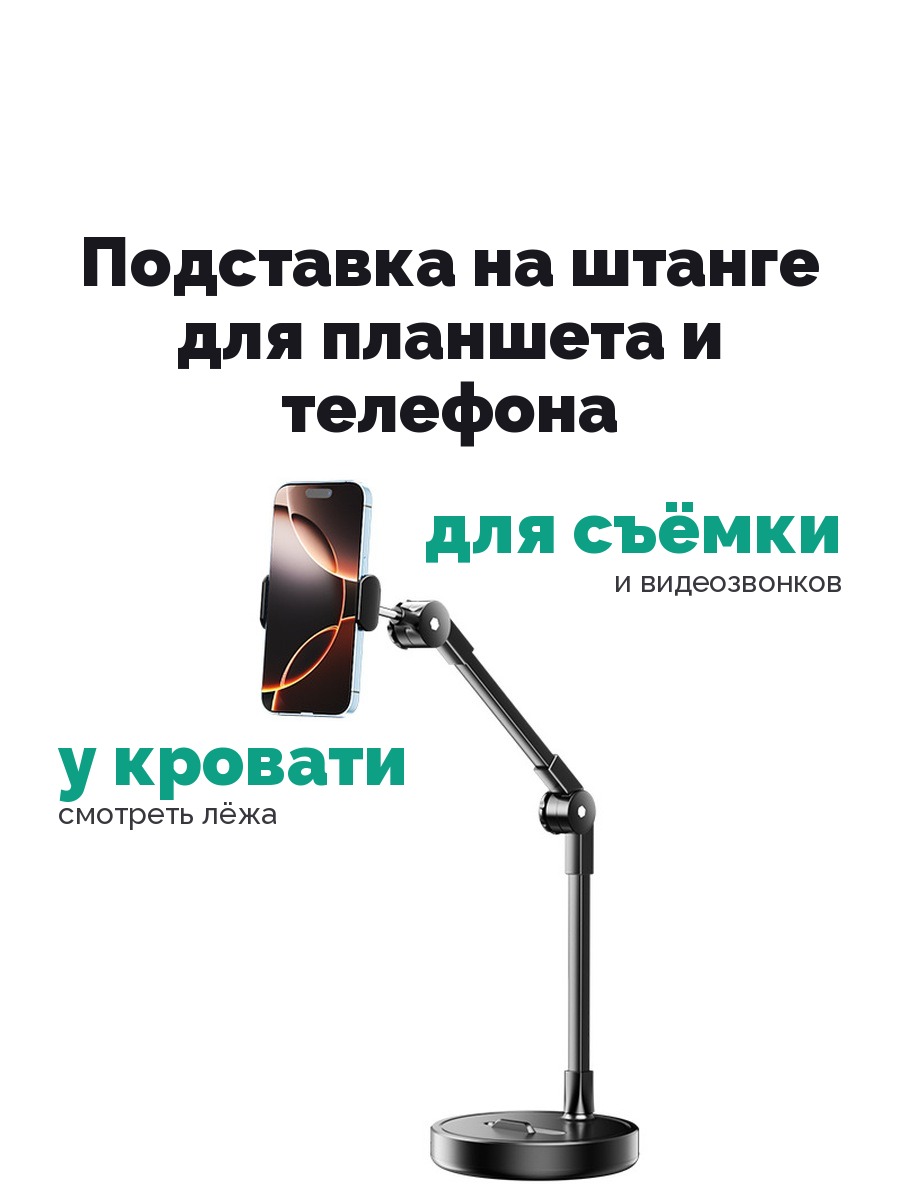 Подставка на штанге
для планшета и
телефона
для съёмки
и видеозвонков
у кровати
смотреть лёжа